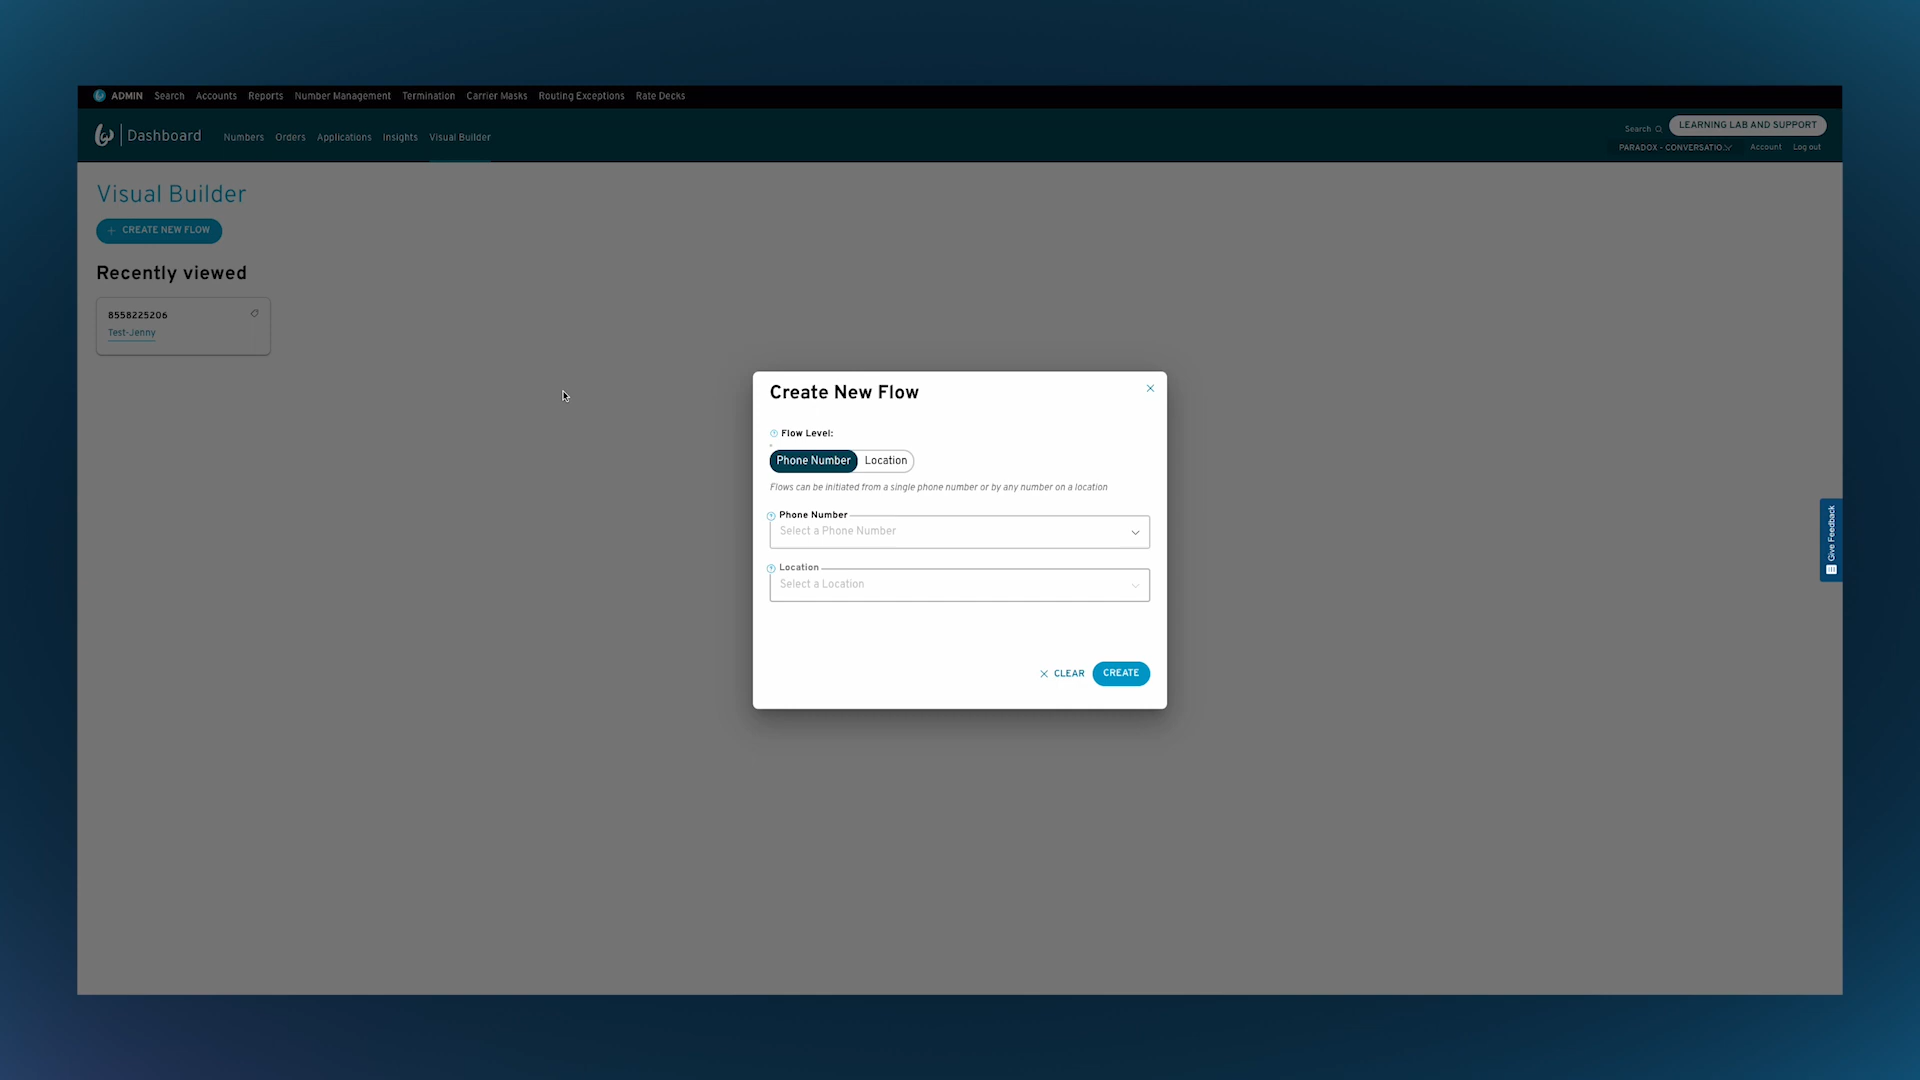 ADMIN Search Accounts Reports Number Management Termination Carrier Masks Routing Exceptions Rate Decks
Dashboard Numbers Orders Applications Insights Visual Builder
Search LEARNING LAB AND SUPPORT
PARADOX - CONVERSATIO... Account Log out
Visual Builder
+ CREATE NEW FLOW
Recently viewed
8558225206
Test-Jenny
Create New Flow
Flow Level:
Phone Number Location
Flows can be initiated from a single phone number or by any number on a location
Phone Number
Select a Phone Number
Location
Select a Location
CLEAR CREATE
Give Feedback